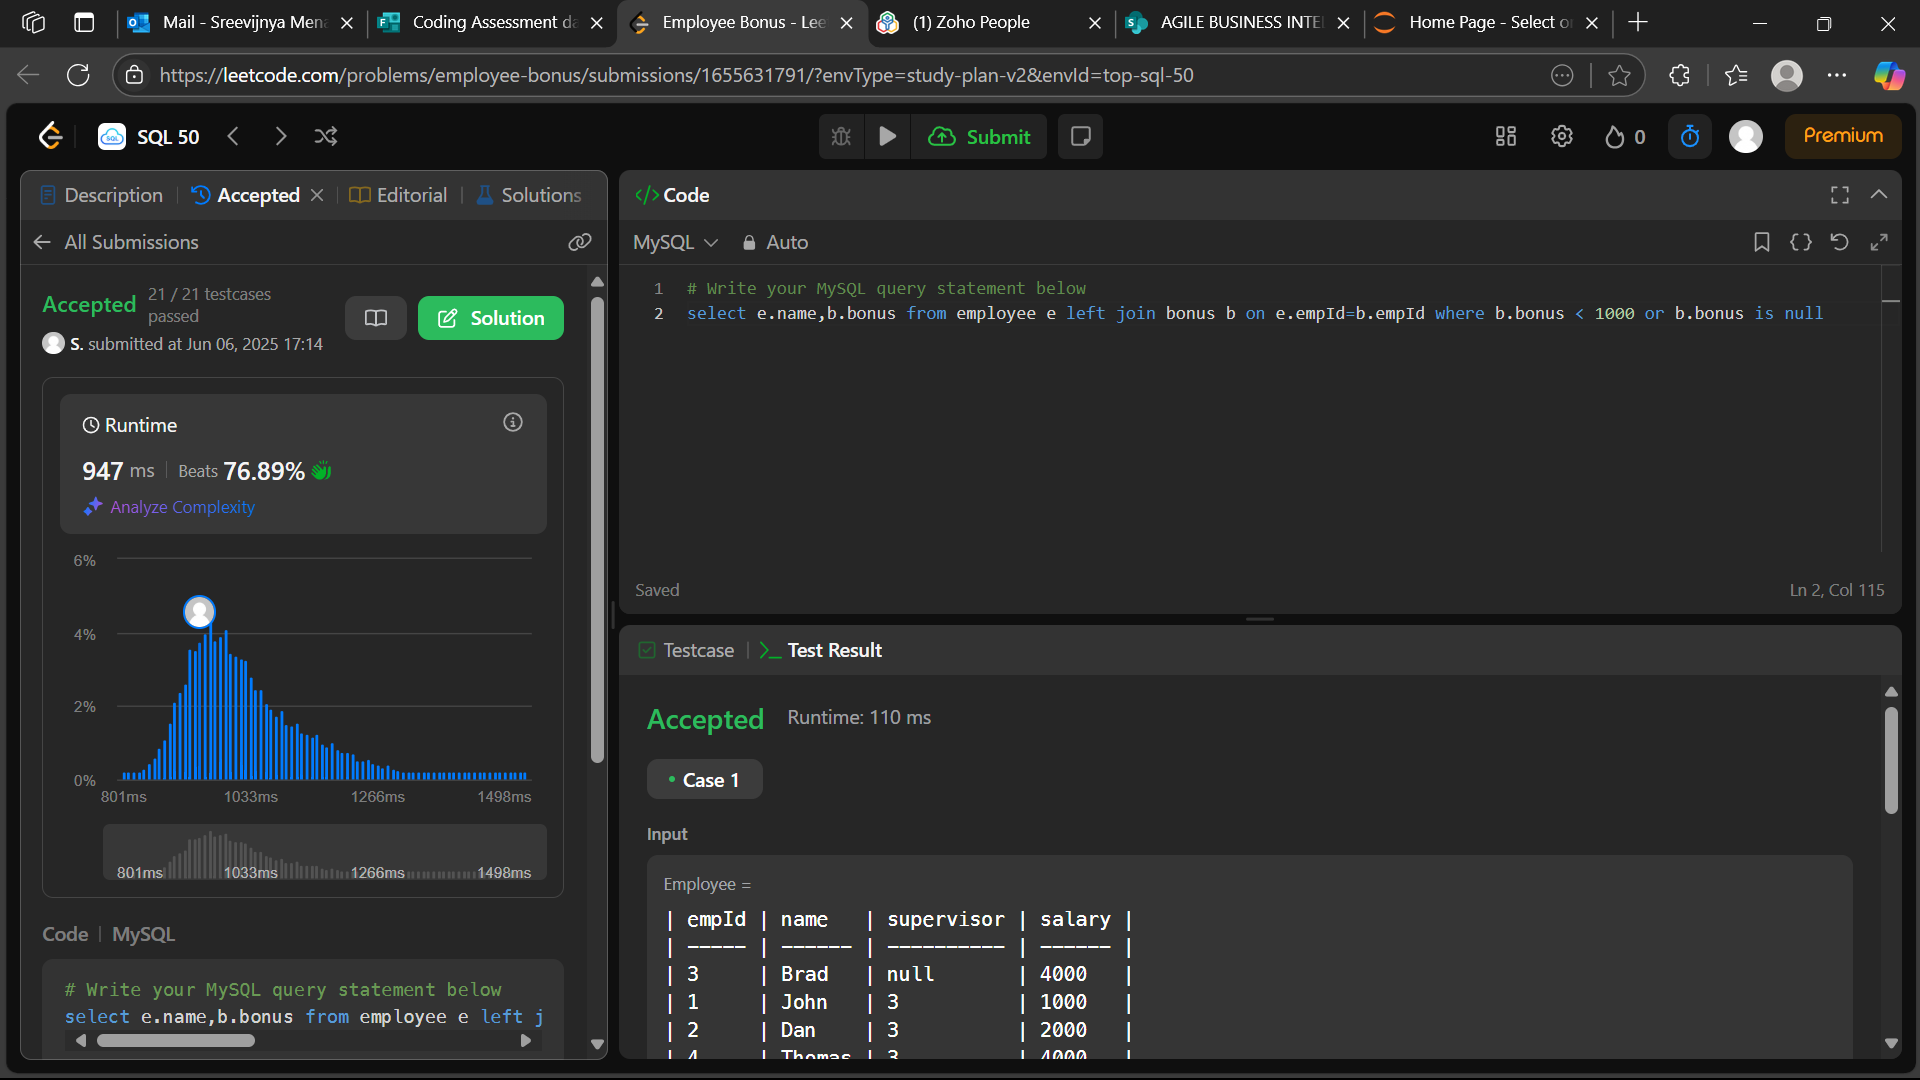 Mail - Sreevijnya Mena
Coding Assessment da
Employee Bonus - Lee
(1) Zoho People
AGILE BUSINESS INTEL
Home Page - Select or
https://leetcode.com/problems/employee-bonus/submissions/1655631791/?envType=study-plan-v2&envId=top-sql-50
SQL 50
Submit
0
Premium
Description
Accepted
Editorial
Solutions
All Submissions
Accepted
21 / 21 testcases
passed
S. submitted at Jun 06, 2025 17:14
Solution
Runtime
947 ms
Beats 76.89%
Analyze Complexity
6%
4%
2%
0%
801ms 1033ms 1266ms 1498ms
801ms 1033ms 1266ms 1498ms
Code | MySQL
# Write your MySQL query statement below
select e.name,b.bonus from employee e left j
</> Code
MySQL
Auto
1 # Write your MySQL query statement below
2 select e.name,b.bonus from employee e left join bonus b on e.empId=b.empId where b.bonus < 1000 or b.bonus is null
Saved
Ln 2, Col 115
Testcase
Test Result
Accepted
Runtime: 110 ms
Case 1
Input
Employee =
| empId | name   | supervisor | salary |
| ----- | ------ | ---------- | ------ |
| 3     | Brad   | null       | 4000   |
| 1     | John   | 3          | 1000   |
| 2     | Dan    | 3          | 2000   |
| 4     | Thomas | 3          | 4000   |